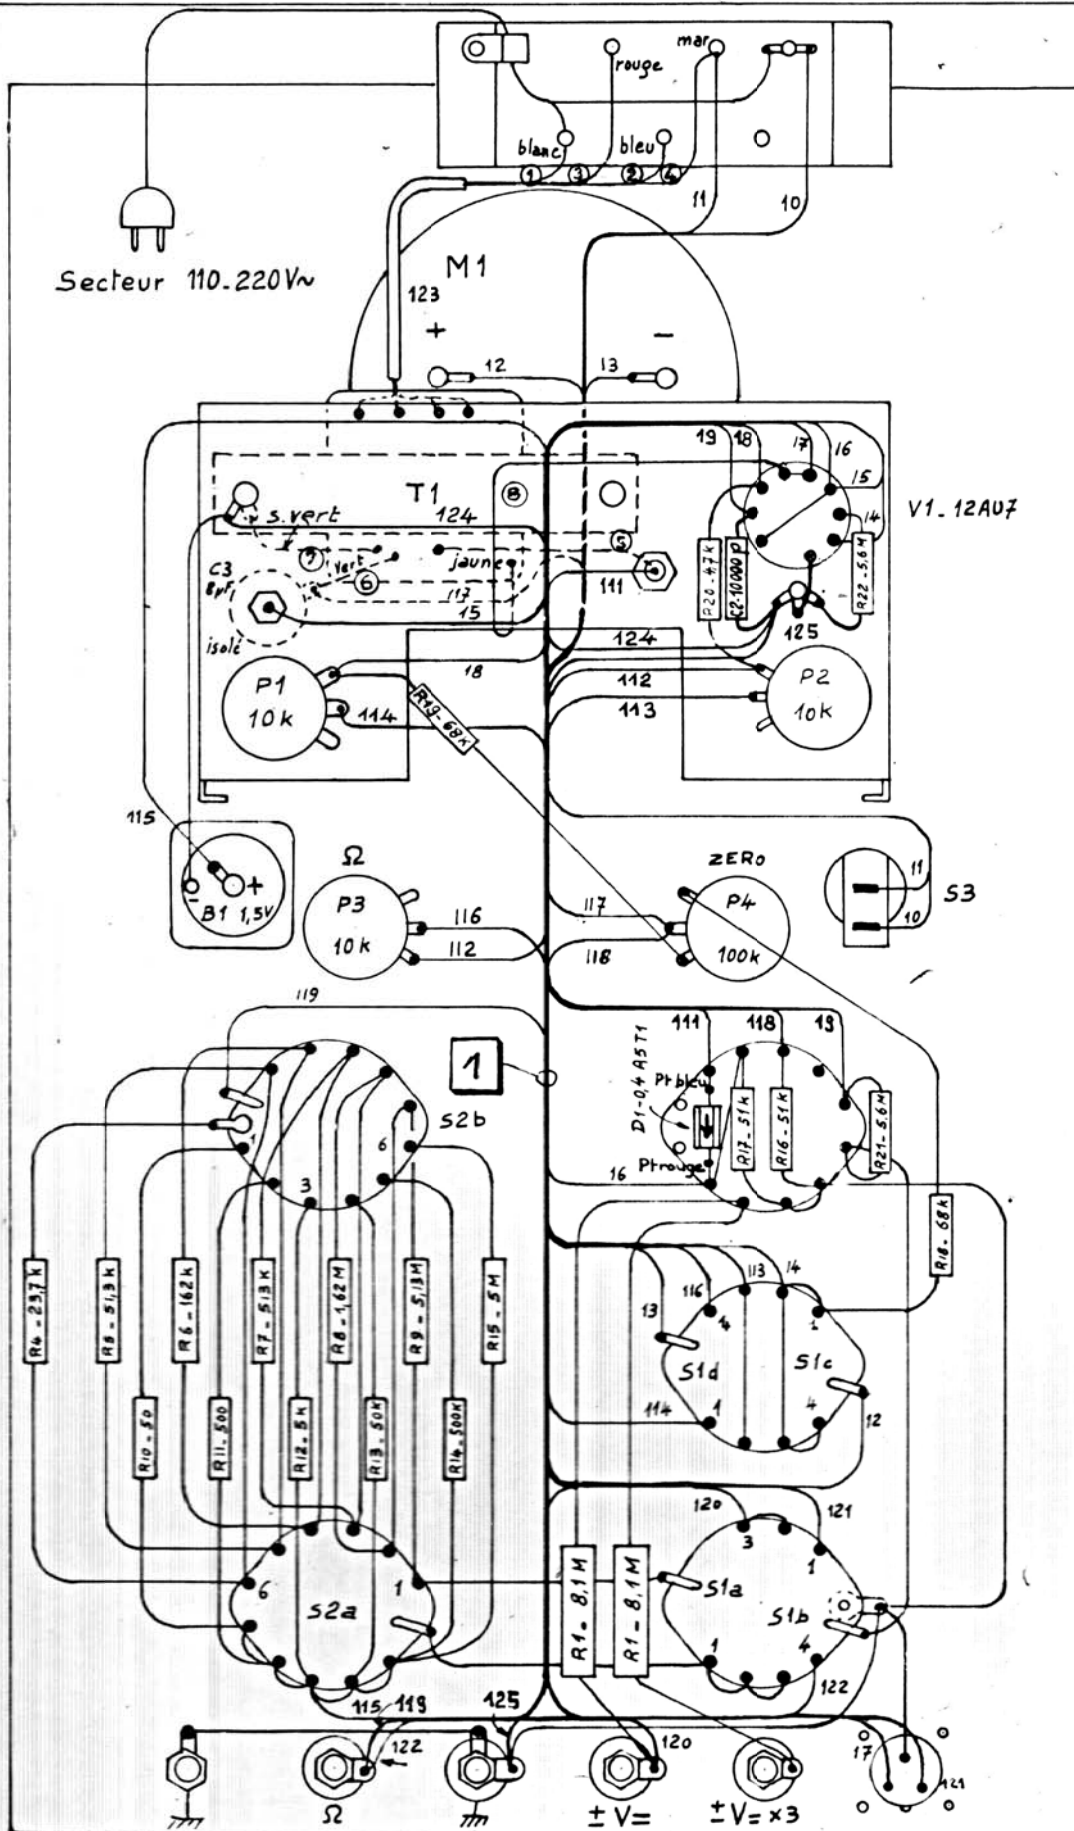 mar
rouge
blanc
bleu
1
3
2
4
11
10
Secteur 110-220V~
M1
123
+
-
12
13
19
18
17
16
15
14
T1
8
V1-12AU7
s.vert
124
5
7
vert
jaune
C3
8µF
6
117
111
15
isolé
R20-4,7K
C2-10000p
R22-5,6M
125
124
18
112
P1
10k
P2
10k
114
R19-68K
113
115
Ω
ZERO
11
S3
+
-
B1 1,5V
P3
10k
116
112
117
P4
100k
118
10
119
111
118
19
1
D1-0,4A5T1
Pt bleu
S2b
1
6
3
R17-51K
R16-51K
R21-5,6M
Pt rouge
16
R18-68K
R4-23,7K
R5-51,3K
R6-162K
R7-513K
R8-1,62M
R9-5,13M
R15-5M
13
116
113
14
4
1
S1d
S1c
1
4
114
12
R10-50
R11-500
R12-5K
R13-50K
R14-500K
120
121
3
1
6
1
S2a
S1a
S1b
R1-8,1M
R1-8,1M
1
4
122
115
119
125
122
120
17
121
Ω
± V=
± V= x3